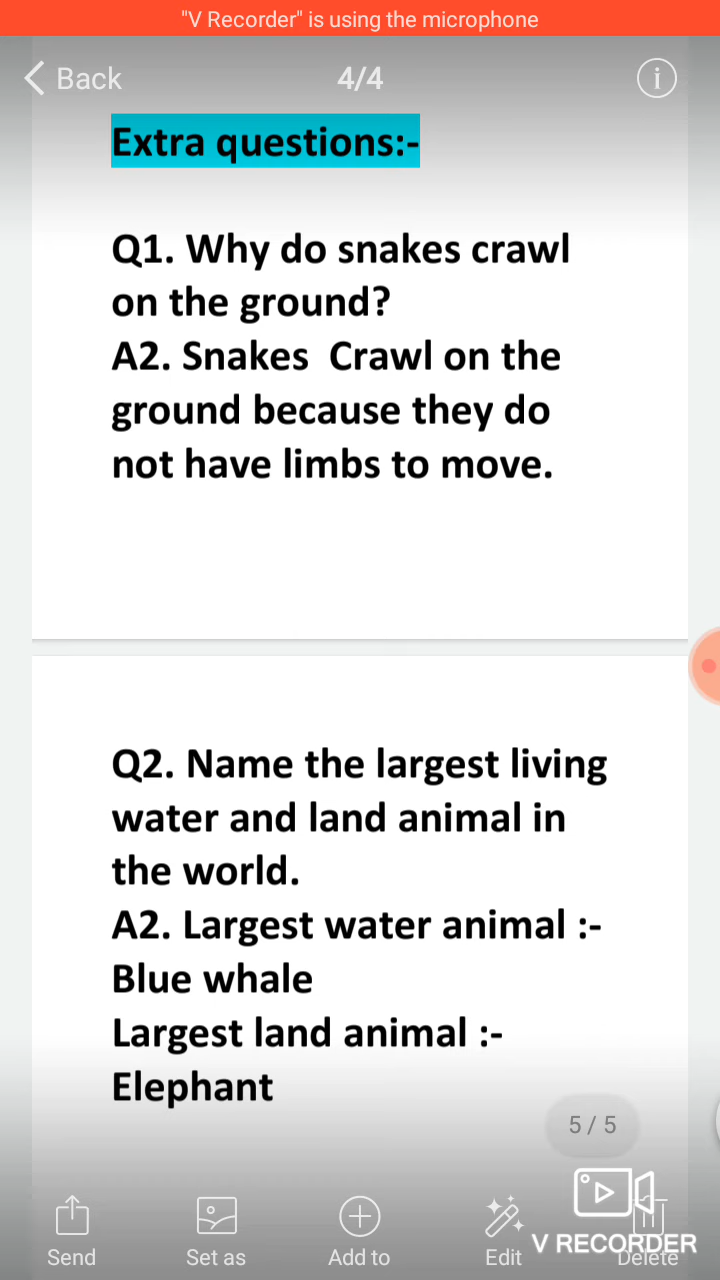 "V Recorder" is using the microphone
Back 4/4
Extra questions:-
Q1. Why do snakes crawl
on the ground?
A2. Snakes  Crawl on the
ground because they do
not have limbs to move.
Q2. Name the largest living
water and land animal in
the world.
A2. Largest water animal :-
Blue whale
Largest land animal :-
Elephant
5 / 5
V RECORDER
Send Set as Add to Edit Delete